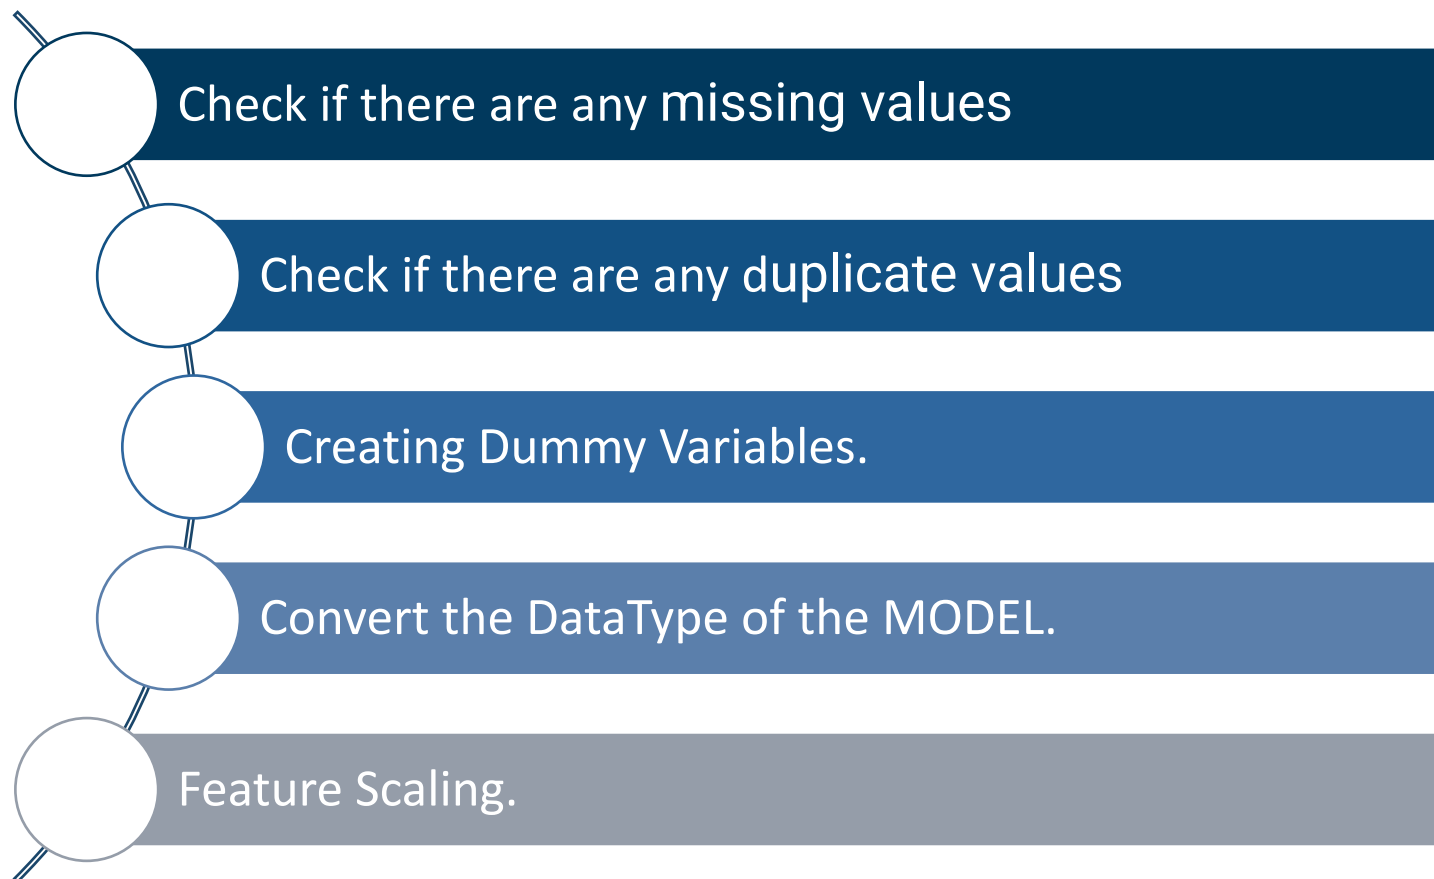 Check if there are any missing values
Check if there are any duplicate values
Creating Dummy Variables.
Convert the DataType of the MODEL.
Feature Scaling.